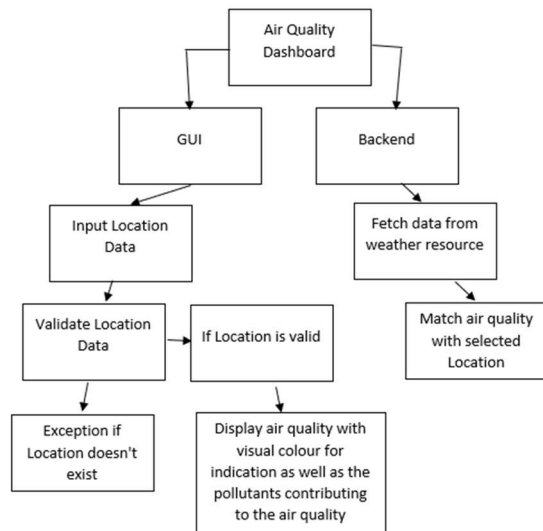 Air Quality
Dashboard
GUI
Backend
Input Location
Data
Fetch data from
weather resource
Validate Location
Data
If Location is valid
Match air quality
with selected
Location
Exception if
Location doesn't
exist
Display air quality with
visual colour for
indication as well as the
pollutants contributing
to the air quality